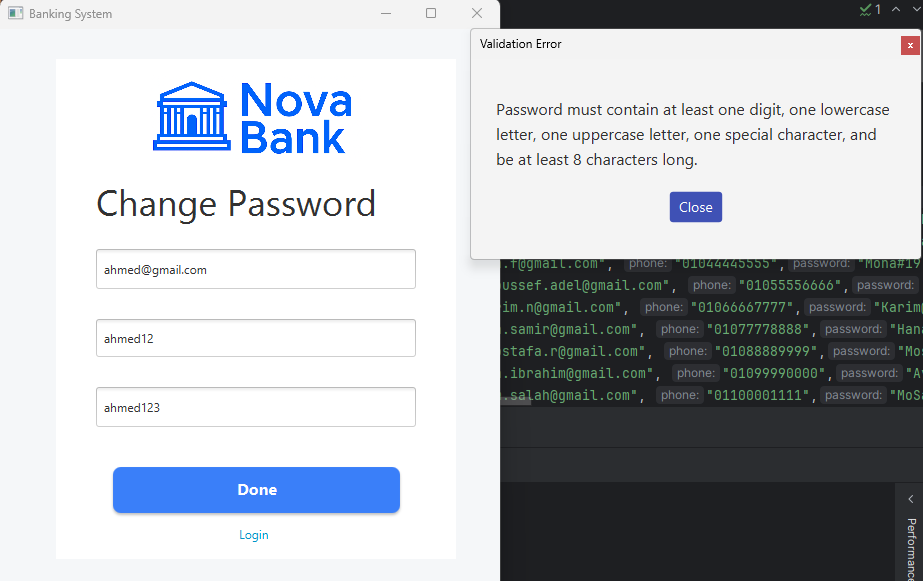 Banking System
Nova
Bank
Change Password
ahmed@gmail.com
ahmed12
ahmed123
Done
Login
1
Validation Error
x
Password must contain at least one digit, one lowercase
letter, one uppercase letter, one special character, and
be at least 8 characters long.
Close
.f@gmail.com", phone: "01044445555", password: "Mona#19
oussef.adel@gmail.com", phone: "01055556666", password:
im.n@gmail.com", phone: "01066667777", password: "Karim
.samir@gmail.com", phone: "01077778888", password: "Hana
ostafa.r@gmail.com", phone: "01088889999", password: "Mos
.ibrahim@gmail.com", phone: "01099990000", password: "A
.salah@gmail.com", phone: "01100001111", password: "MoSa
Performance